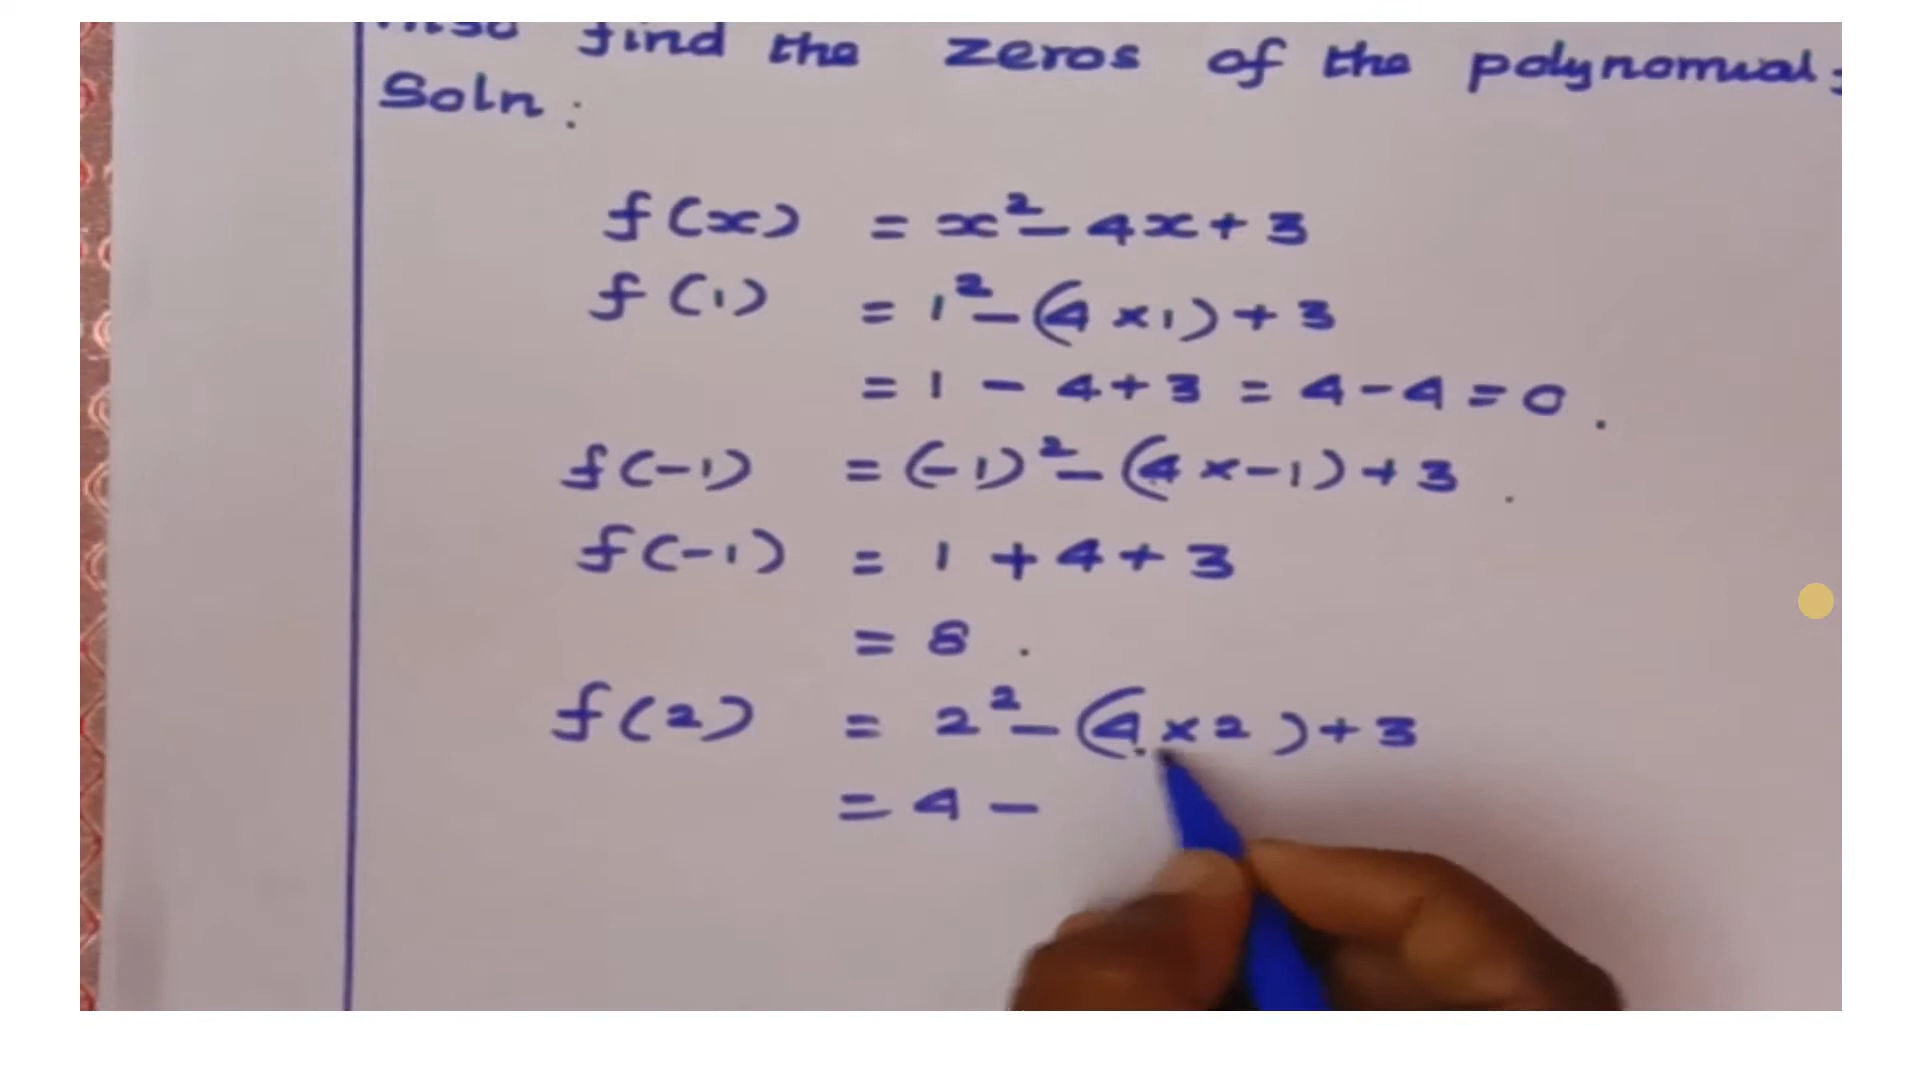 find the zeros of the polynomial.
Soln :
f(x) = x² - 4x + 3
f(1) = 1² - (4 × 1) + 3
= 1 - 4 + 3 = 4 - 4 = 0 .
f(-1) = (-1)² - (4 × -1) + 3 .
f(-1) = 1 + 4 + 3
= 8 .
f(2) = 2² - (4 × 2) + 3
= 4 -